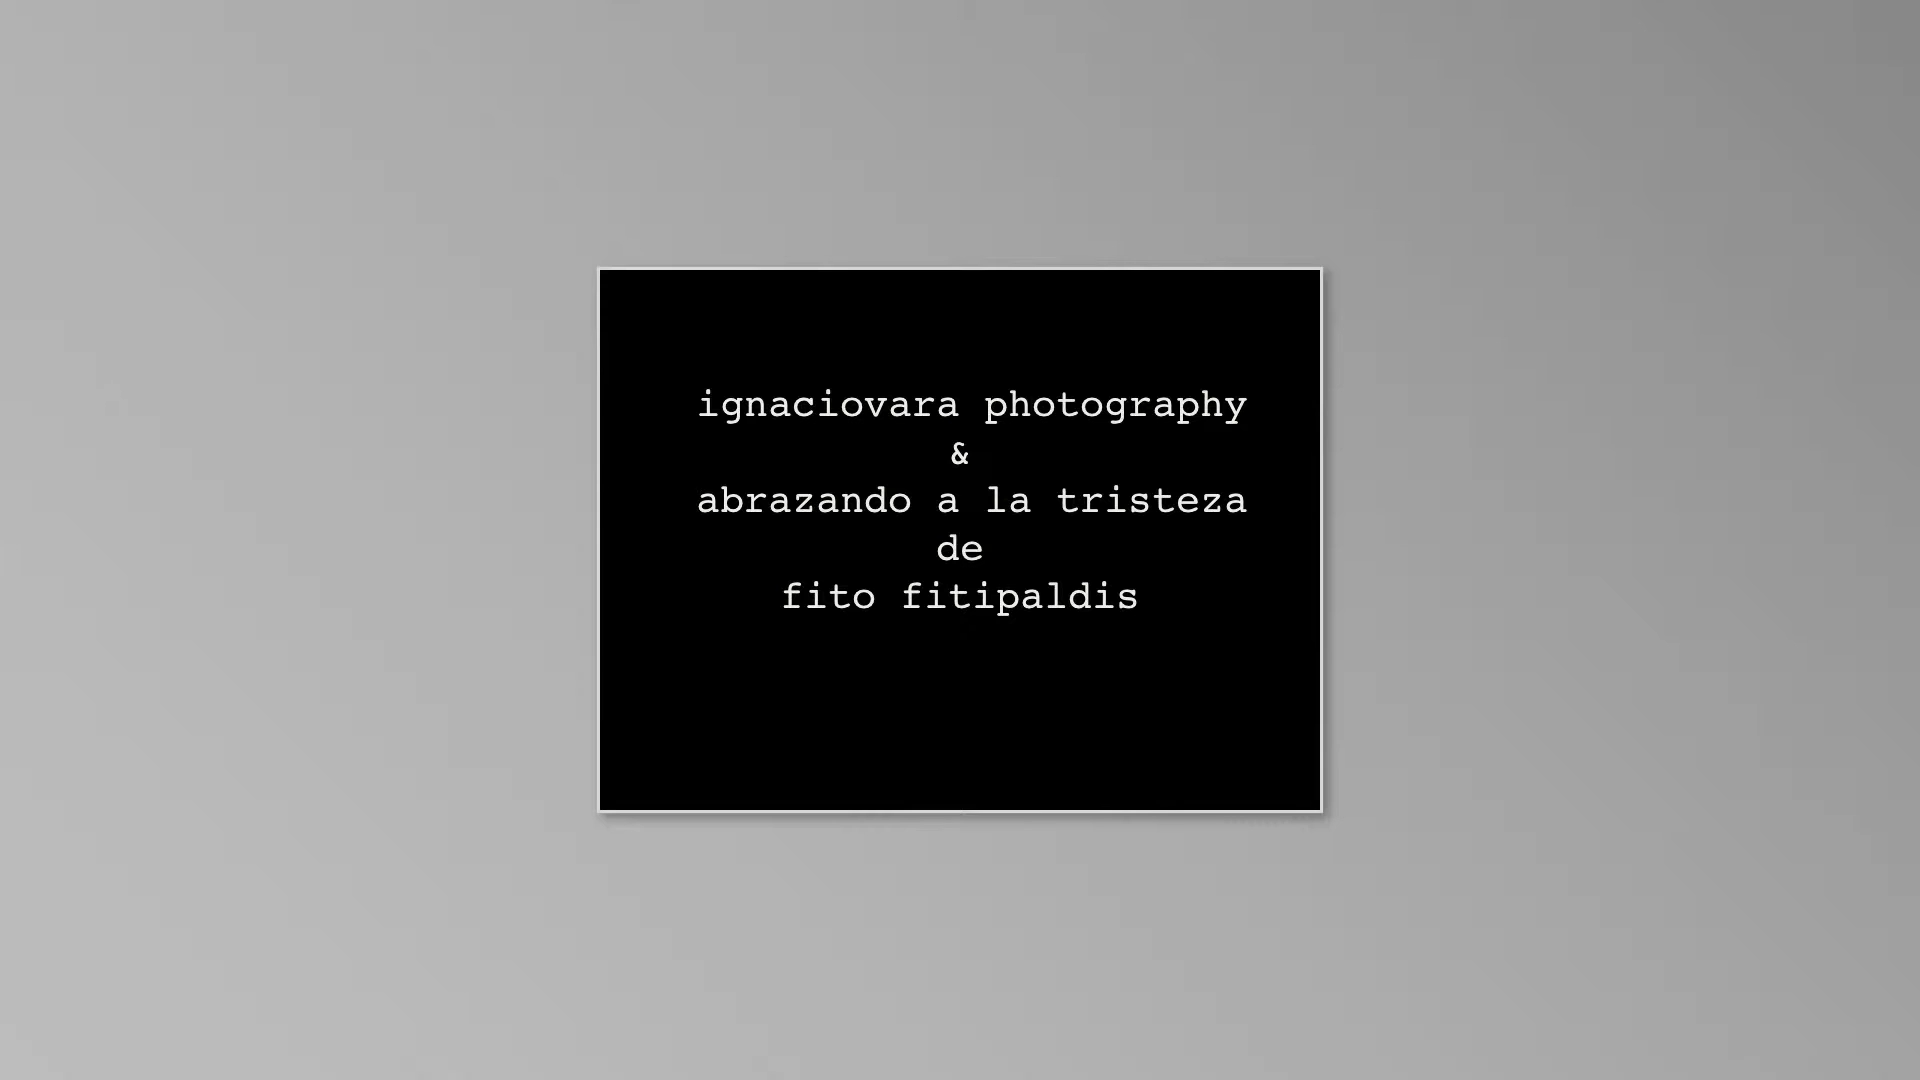 ignaciovara photography
&
abrazando a la tristeza
de
fito fitipaldis